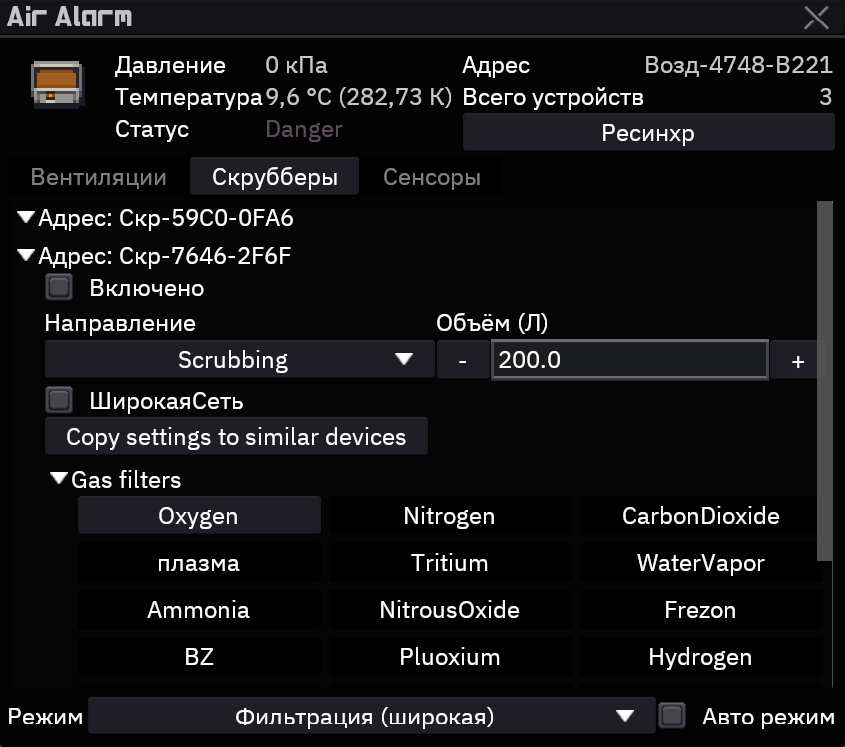 Air Alarm
Давление 0 кПа Адрес Возд-4748-B221
Температура 9,6 °C (282,73 К) Всего устройств 3
Статус Danger Ресинхр
Вентиляции Скрубберы Сенсоры
Адрес: Скр-59C0-0FA6
Адрес: Скр-7646-2F6F
Включено
Направление Объём (Л)
Scrubbing - 200.0 +
ШирокаяСеть
Copy settings to similar devices
Gas filters
Oxygen Nitrogen CarbonDioxide
плазма Tritium WaterVapor
Ammonia NitrousOxide Frezon
BZ Pluoxium Hydrogen
Режим Фильтрация (широкая) Авто режим